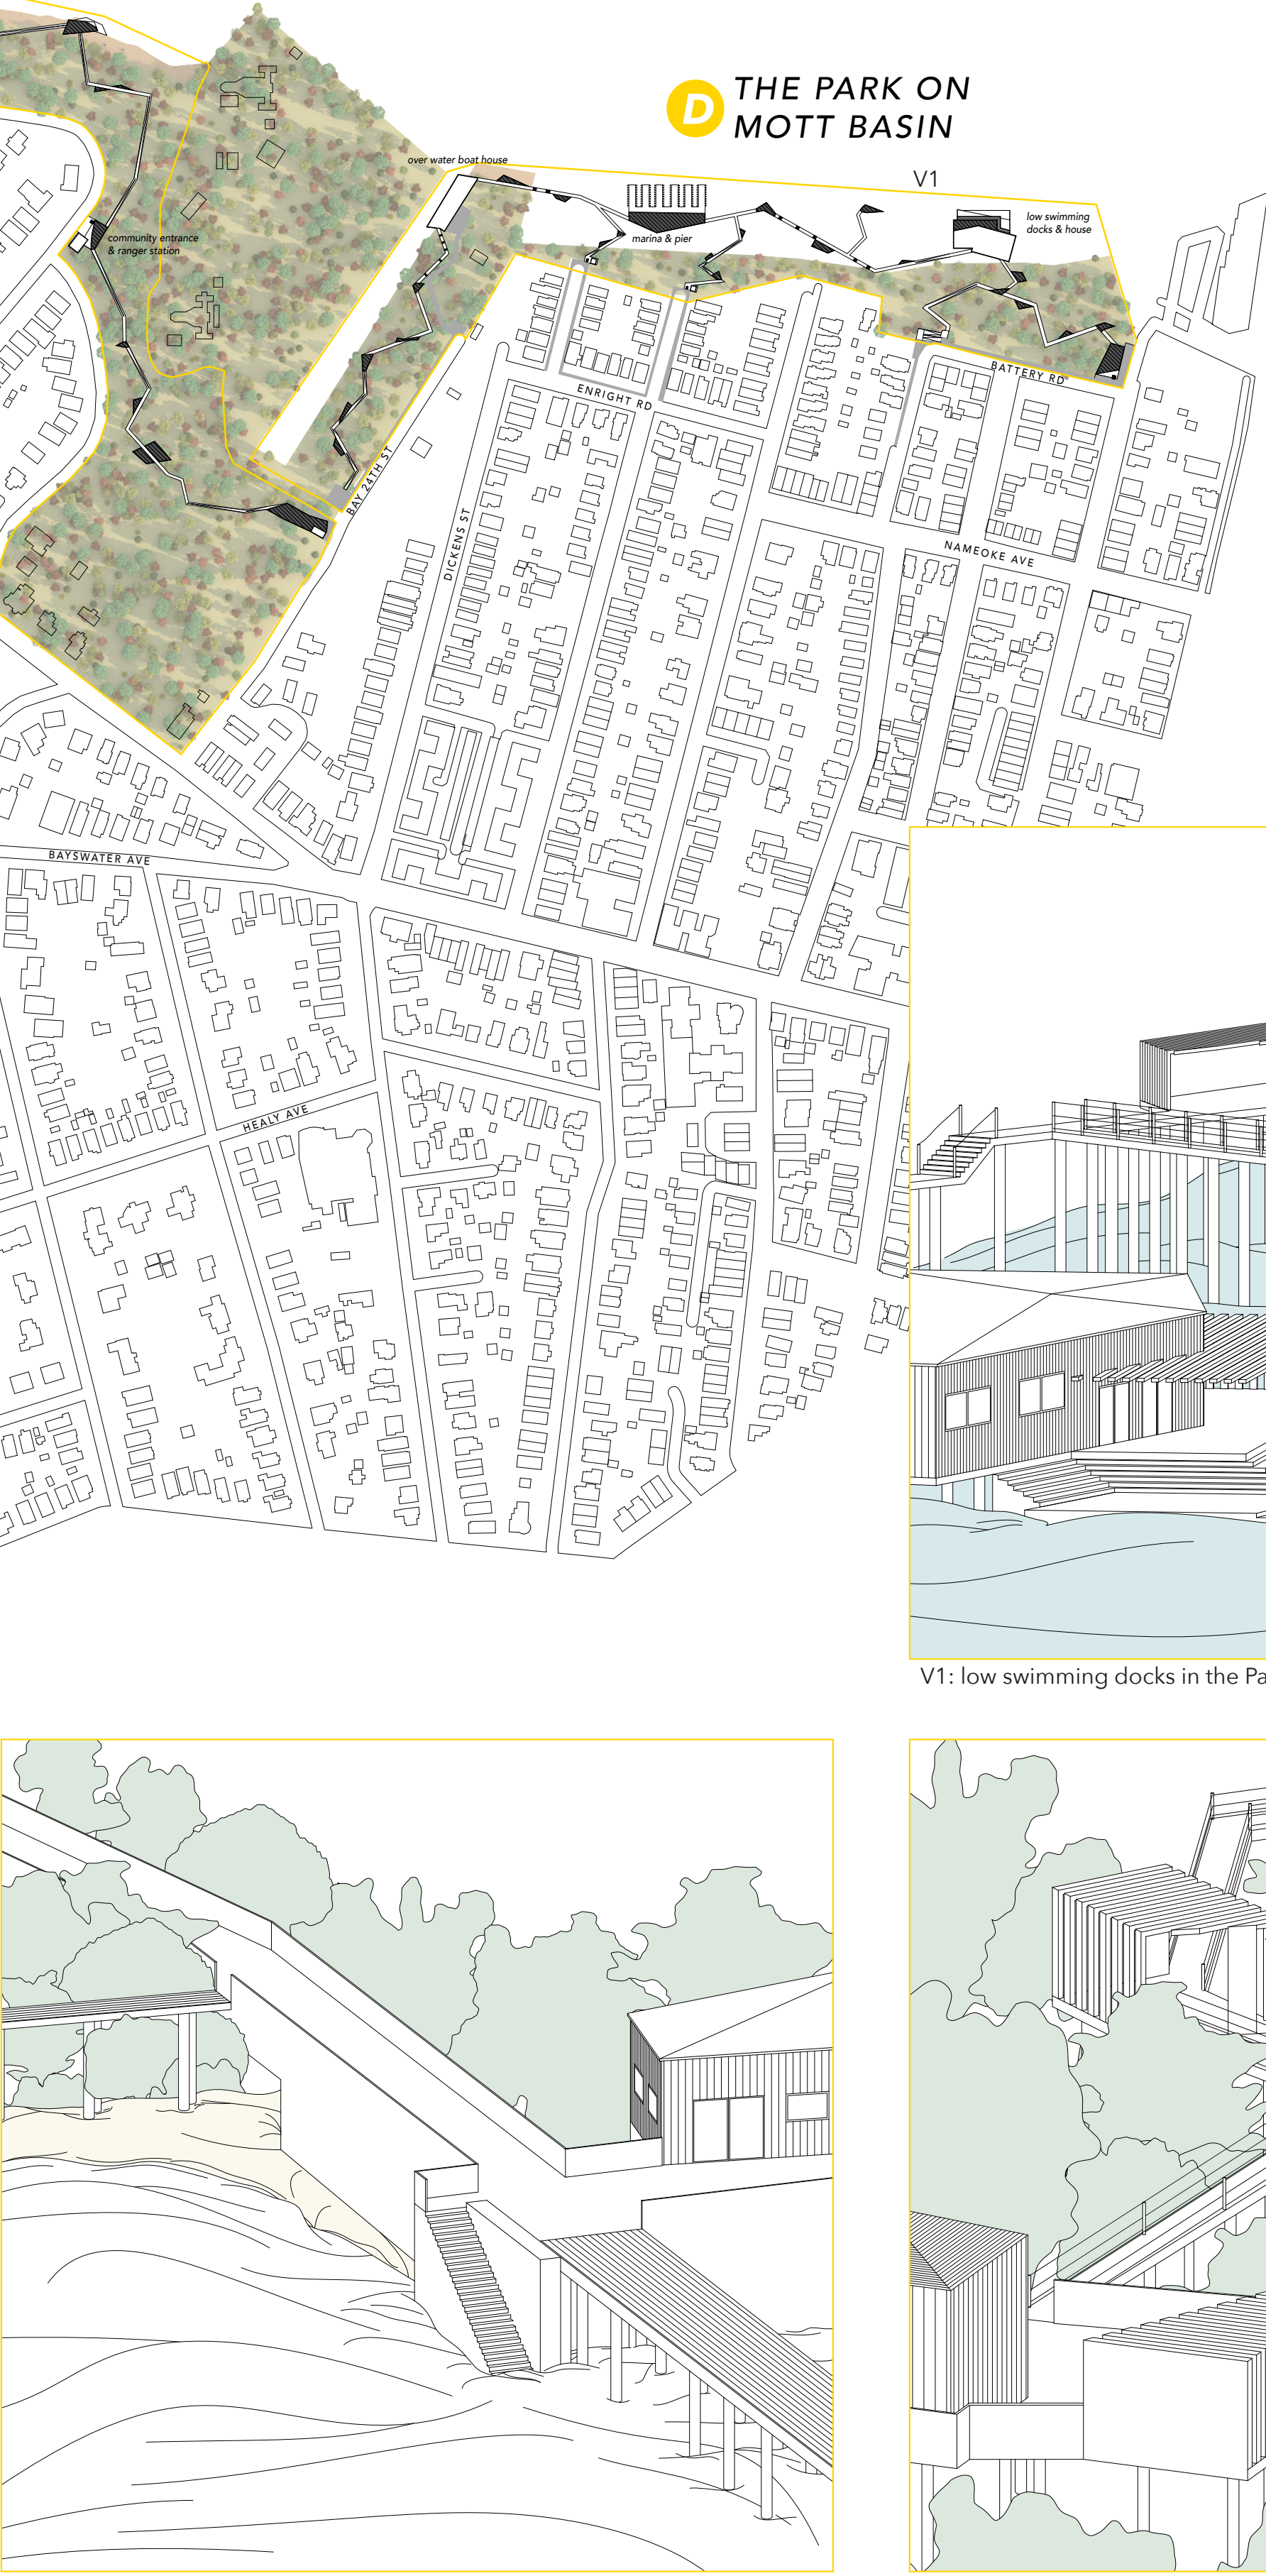 D
THE PARK ON
MOTT BASIN
over water boat house
V1
low swimming
docks & house
marina & pier
community entrance
& ranger station
BATTERY RD
ENRIGHT RD
BAY 24TH ST
DICKENS ST
NAMEOKE AVE
BAYSWATER AVE
HEALY AVE
V1: low swimming docks in the Pa